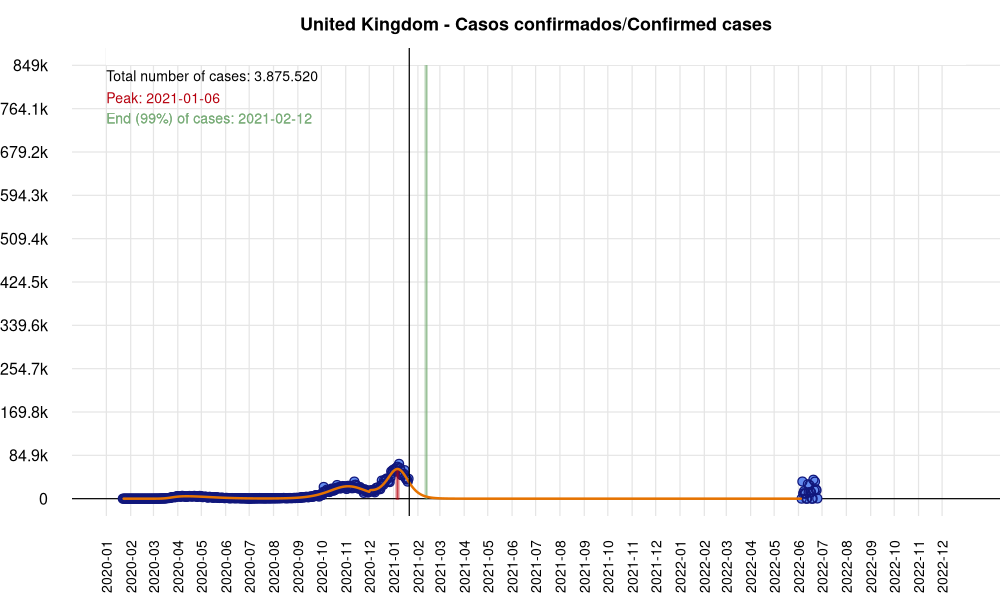 United Kingdom - Casos confirmados/Confirmed cases
849k
Total number of cases: 3.875.520
Peak: 2021-01-06
764.1k
End (99%) of cases: 2021-02-12
679.2k
594.3k
509.4k
424.5k
339.6k
254.7k
169.8k
84.9k
0
2020-01
2020-02
2020-03
2020-04
2020-05
2020-06
2020-07
2020-08
2020-09
2020-10
2020-11
2020-12
2021-01
2021-02
2021-03
2021-04
2021-05
2021-06
2021-07
2021-08
2021-09
2021-10
2021-11
2021-12
2022-01
2022-02
2022-03
2022-04
2022-05
2022-06
2022-07
2022-08
2022-09
2022-10
2022-11
2022-12